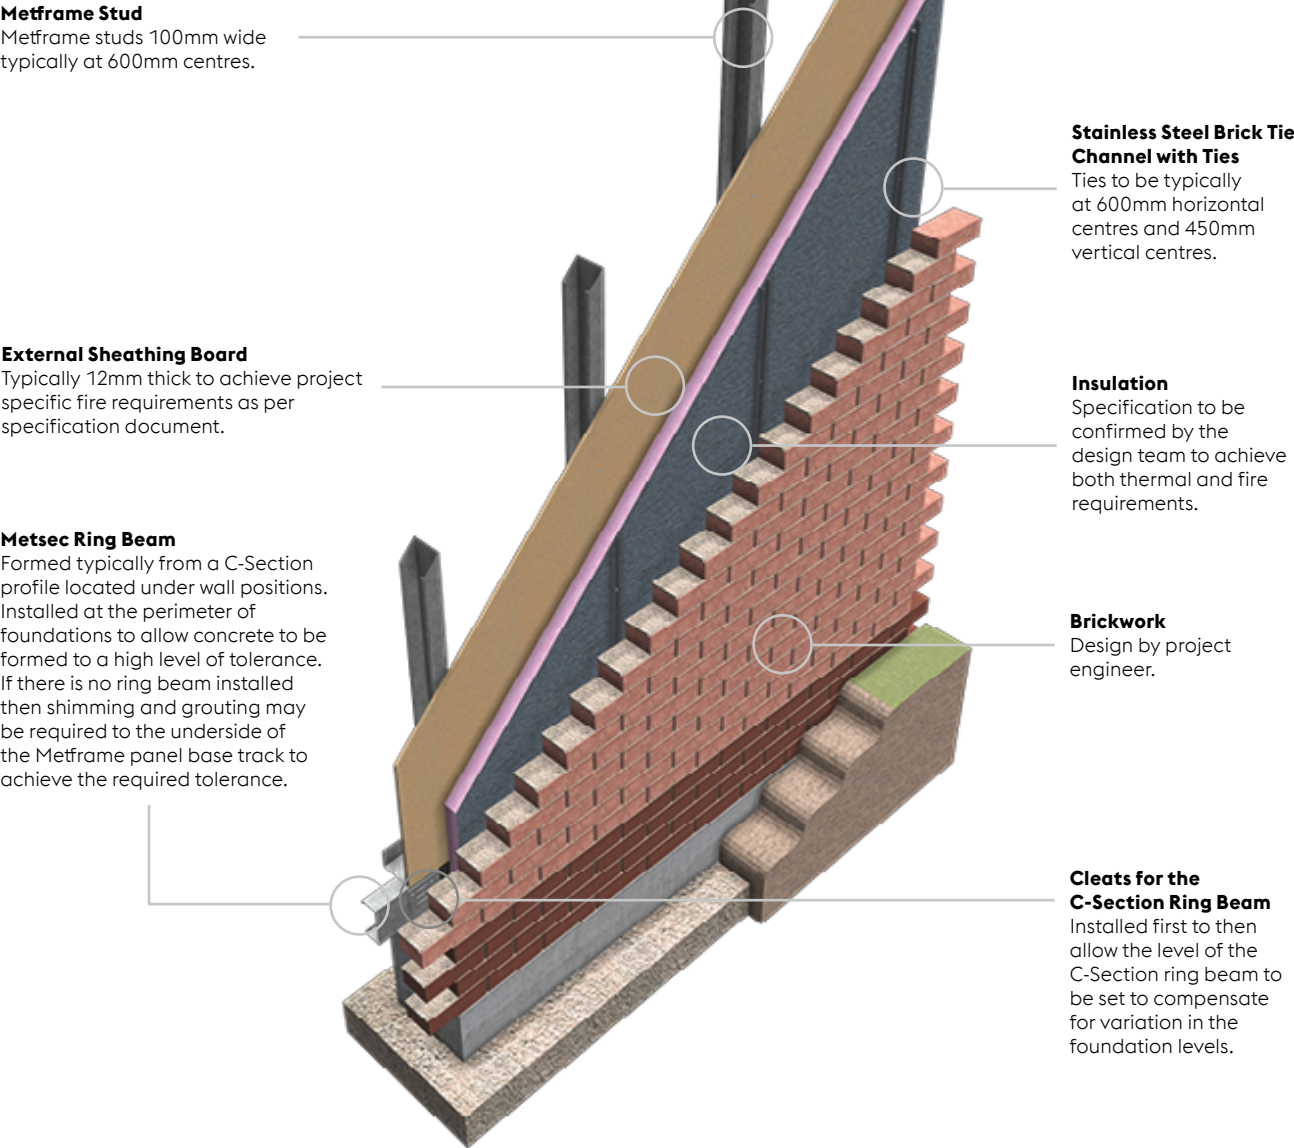 Metframe Stud
Metframe studs 100mm wide
typically at 600mm centres.
Stainless Steel Brick Tie
Channel with Ties
Ties to be typically
at 600mm horizontal
centres and 450mm
vertical centres.
External Sheathing Board
Typically 12mm thick to achieve project
specific fire requirements as per
specification document.
Insulation
Specification to be
confirmed by the
design team to achieve
both thermal and fire
requirements.
Metsec Ring Beam
Formed typically from a C-Section
profile located under wall positions.
Installed at the perimeter of
foundations to allow concrete to be
formed to a high level of tolerance.
If there is no ring beam installed
then shimming and grouting may
be required to the underside of
the Metframe panel base track to
achieve the required tolerance.
Brickwork
Design by project
engineer.
Cleats for the
C-Section Ring Beam
Installed first to then
allow the level of the
C-Section ring beam to
be set to compensate
for variation in the
foundation levels.